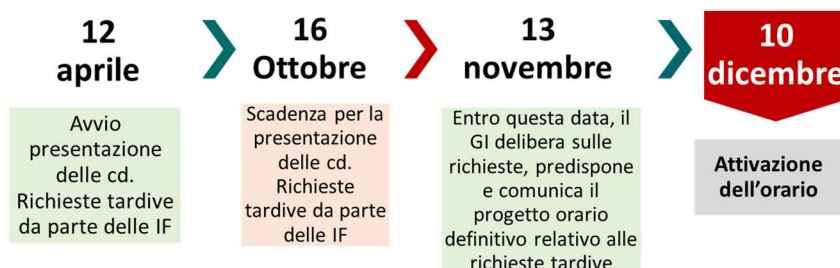 12
aprile
Avvio
presentazione
delle cd.
Richieste tardive
da parte delle IF
16
Ottobre
Scadenza per la
presentazione
delle cd.
Richieste
tardive da parte
delle IF
13
novembre
Entro questa data, il
GI delibera sulle
richieste, predispone
e comunica il
progetto orario
definitivo relativo alle
richieste tardive
10
dicembre
Attivazione
dell’orario